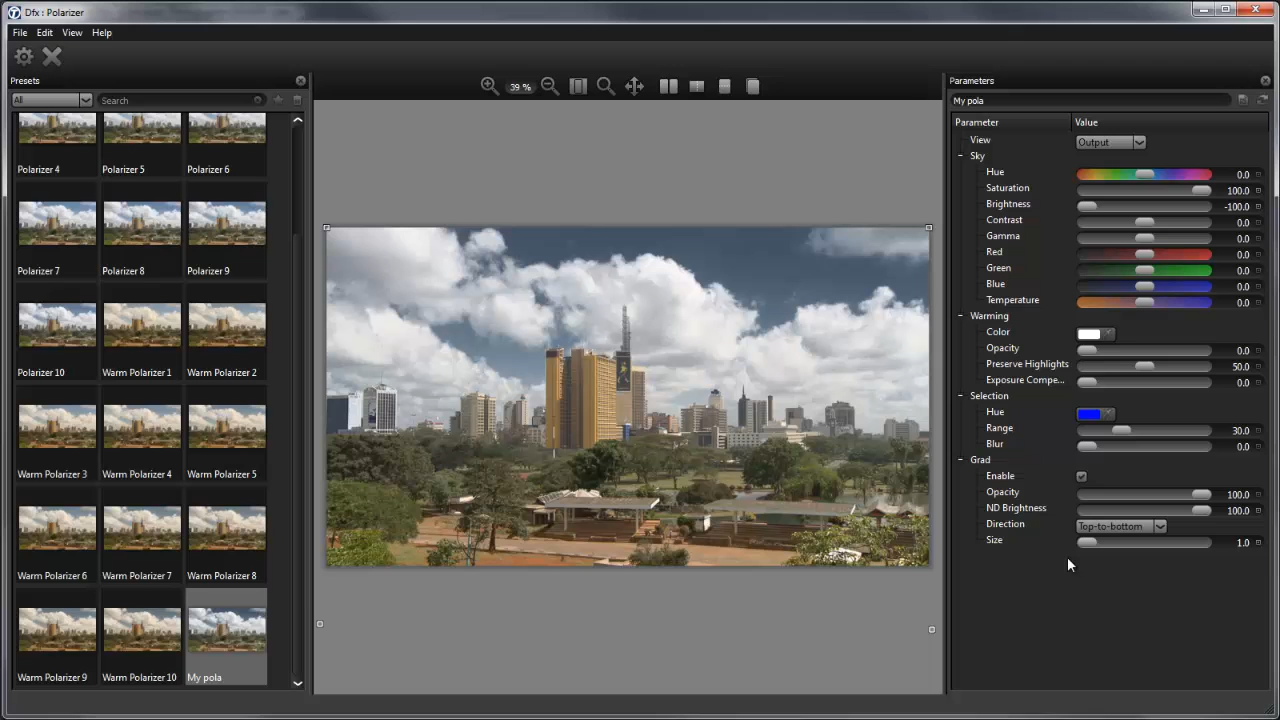 Dfx : Polarizer
File Edit View Help
Presets
All Search
Polarizer 4 Polarizer 5 Polarizer 6
Polarizer 7 Polarizer 8 Polarizer 9
Polarizer 10 Warm Polarizer 1 Warm Polarizer 2
Warm Polarizer 3 Warm Polarizer 4 Warm Polarizer 5
Warm Polarizer 6 Warm Polarizer 7 Warm Polarizer 8
Warm Polarizer 9 Warm Polarizer 10 My pola
39 %
Parameters
My pola
Parameter Value
View Output
Sky
Hue 0.0
Saturation 100.0
Brightness -100.0
Contrast 0.0
Gamma 0.0
Red 0.0
Green 0.0
Blue 0.0
Temperature 0.0
Warming
Color
Opacity 0.0
Preserve Highlights 50.0
Exposure Compe... 0.0
Selection
Hue
Range 30.0
Blur 0.0
Grad
Enable
Opacity 100.0
ND Brightness 100.0
Direction Top-to-bottom
Size 1.0